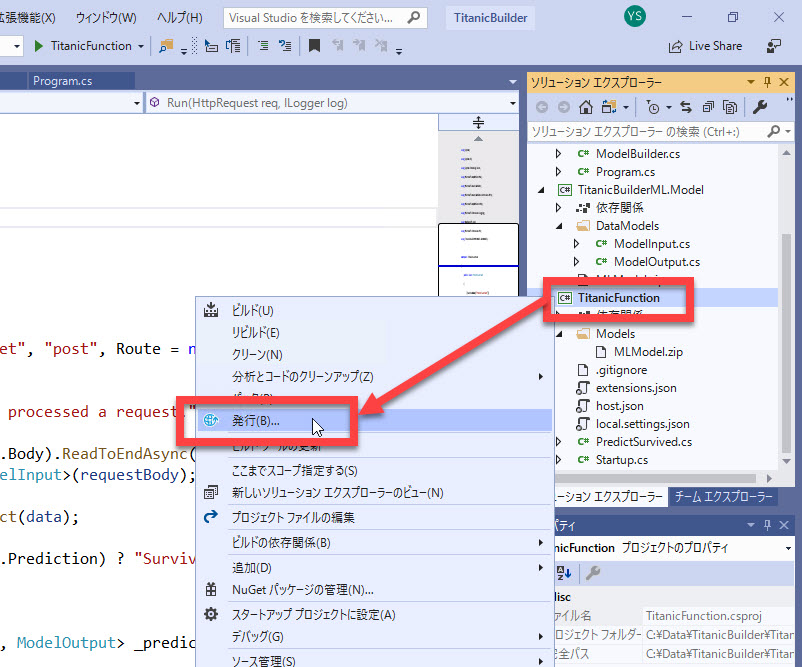 拡張機能(X) ウィンドウ(W) ヘルプ(H) Visual Studio を検索してください... TitanicBuilder YS
TitanicFunction Live Share
Program.cs
Run(HttpRequest req, ILogger log)
ソリューション エクスプローラー
ソリューション エクスプローラー の検索 (Ctrl+:)
C# ModelBuilder.cs
C# Program.cs
C# TitanicBuilderML.Model
依存関係
DataModels
C# ModelInput.cs
C# ModelOutput.cs
C# TitanicFunction
依存関係
Models
MLModel.zip
.gitignore
extensions.json
host.json
local.settings.json
C# PredictSurvived.cs
C# Startup.cs
ソリューション エクスプローラー チーム エクスプローラー
パティ
nicFunction プロジェクトのプロパティ
Misc
ァイル名 TitanicFunction.csproj
ロジェクト フォルダー C:¥Data¥TitanicBuilder¥Titan
全パス C:¥Data¥TitanicBuilder¥Titan
et", "post", Route = n
processed a request."
.Body).ReadToEndAsync(
elInput>(requestBody);
ct(data);
.Prediction) ? "Surviv
, ModelOutput> _predic
ビルド(U)
リビルド(E)
クリーン(N)
分析とコードのクリーンアップ(Z)
発行(B)...
ビルド ツールの更新
ここまでスコープ指定する(S)
新しいソリューション エクスプローラーのビュー(N)
プロジェクト ファイルの編集
ビルドの依存関係(B)
追加(D)
NuGet パッケージの管理(N)...
スタートアップ プロジェクトに設定(A)
デバッグ(G)
ソース管理(S)